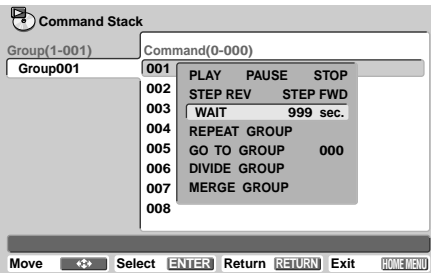 Command Stack
Group(1-001) Command(0-000)
Group001
001
002
003
004
005
006
007
008
PLAY PAUSE STOP
STEP REV STEP FWD
WAIT 999 sec.
REPEAT GROUP
GO TO GROUP 000
DIVIDE GROUP
MERGE GROUP
Move Select ENTER Return RETURN Exit HOME MENU